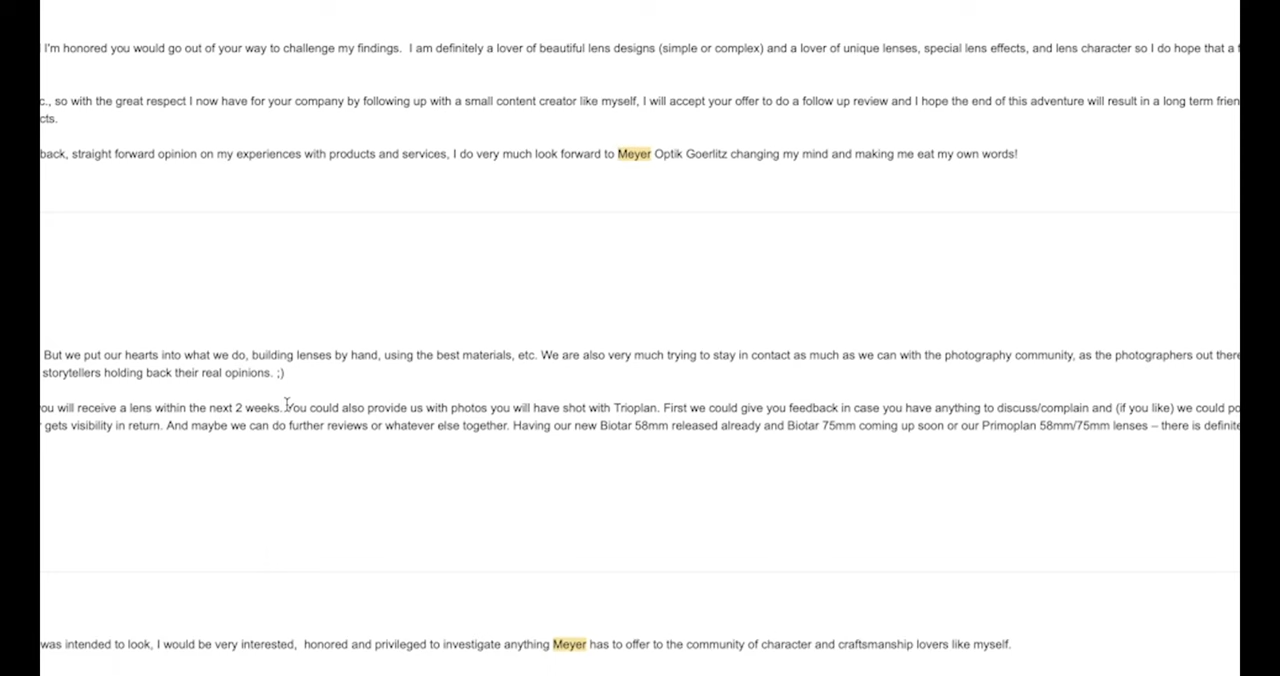 I'm honored you would go out of your way to challenge my findings. I am definitely a lover of beautiful lens designs (simple or complex) and a lover of unique lenses, special lens effects, and lens character so I do hope that a
c., so with the great respect I now have for your company by following up with a small content creator like myself, I will accept your offer to do a follow up review and I hope the end of this adventure will result in a long term frien
cts.
back, straight forward opinion on my experiences with products and services, I do very much look forward to Meyer Optik Goerlitz changing my mind and making me eat my own words!
But we put our hearts into what we do, building lenses by hand, using the best materials, etc. We are also very much trying to stay in contact as much as we can with the photography community, as the photographers out there
storytellers holding back their real opinions. ;)
ou will receive a lens within the next 2 weeks. You could also provide us with photos you will have shot with Trioplan. First we could give you feedback in case you have anything to discuss/complain and (if you like) we could po
gets visibility in return. And maybe we can do further reviews or whatever else together. Having our new Biotar 58mm released already and Biotar 75mm coming up soon or our Primoplan 58mm/75mm lenses – there is definite
was intended to look, I would be very interested, honored and privileged to investigate anything Meyer has to offer to the community of character and craftsmanship lovers like myself.